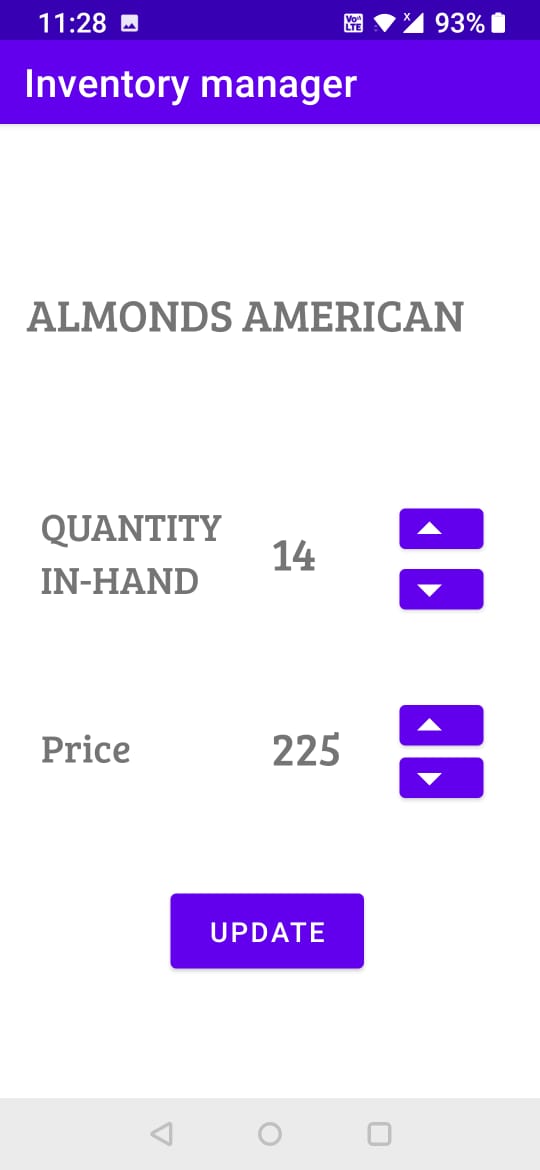 11:28 93%
Inventory manager
ALMONDS AMERICAN
QUANTITY
IN-HAND
14
Price 225
UPDATE